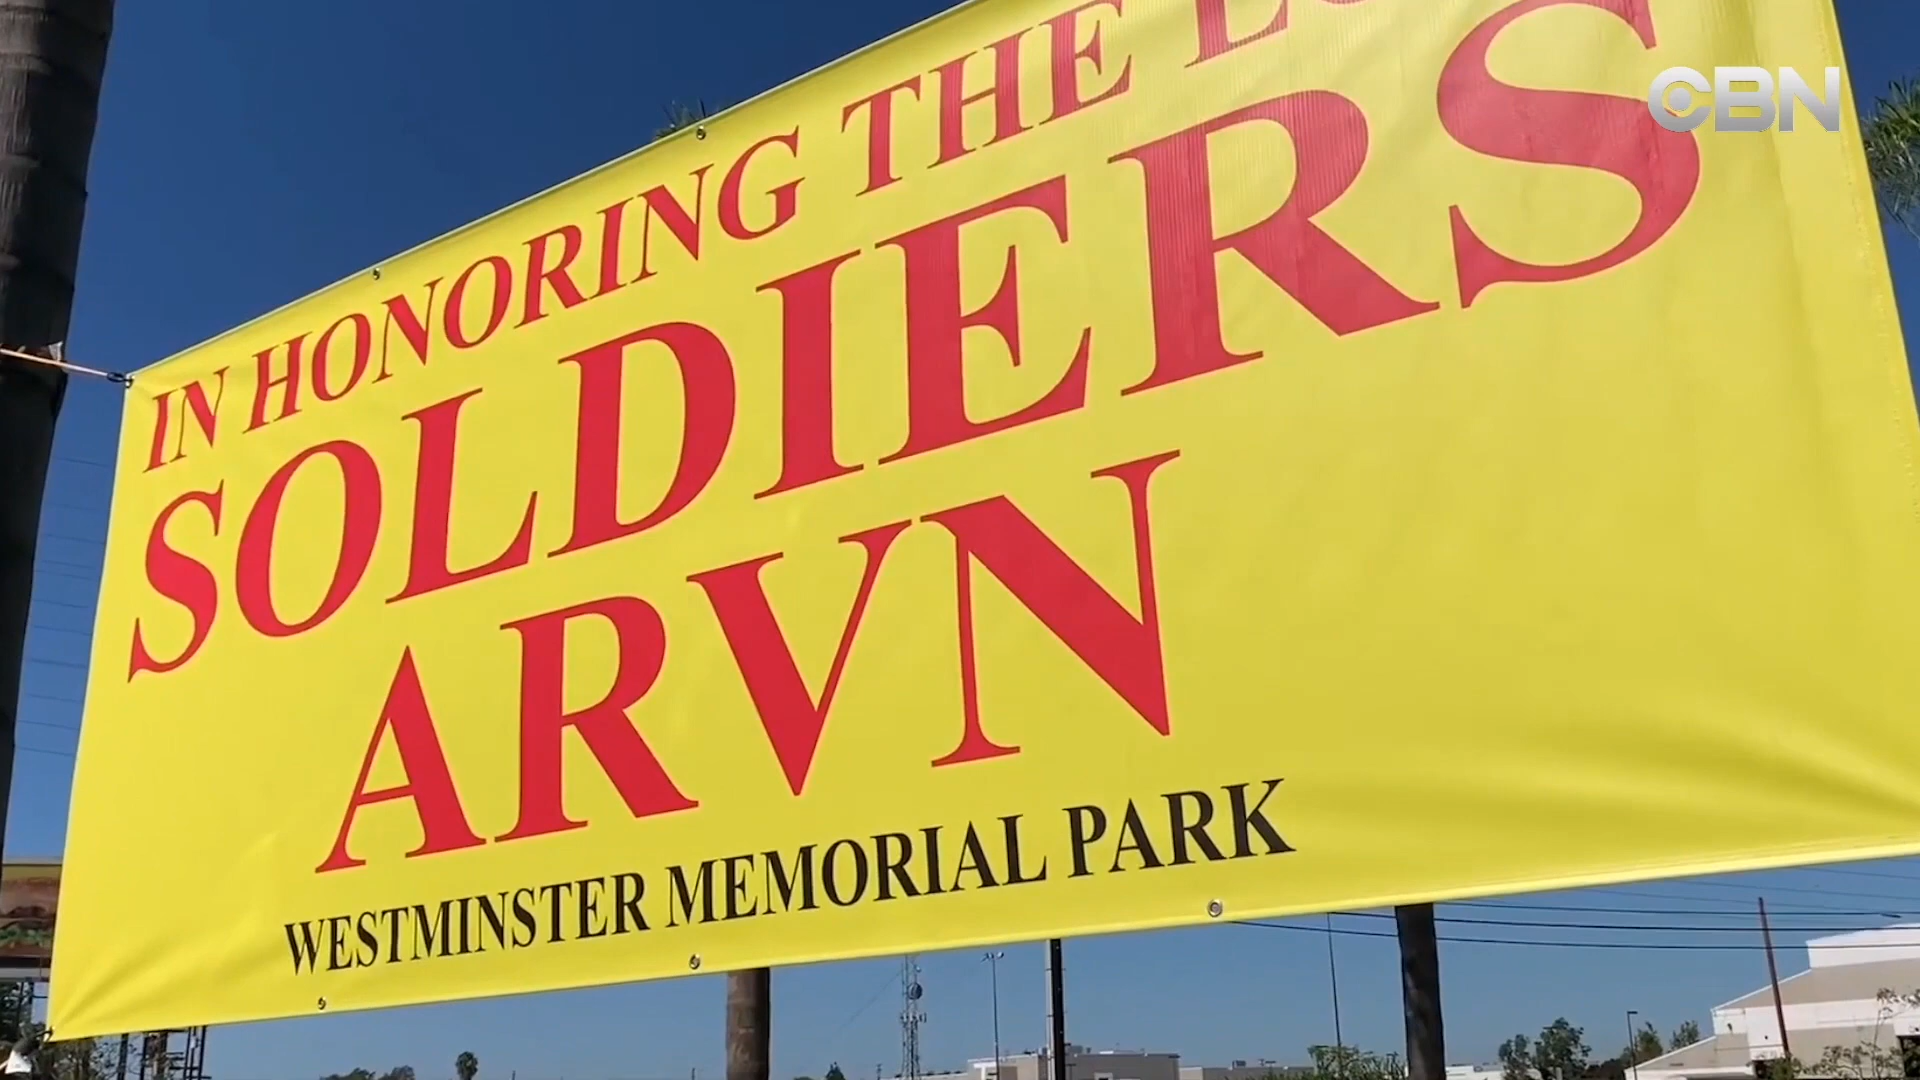 CBN
IN HONORING THE
SOLDIERS
ARVN
WESTMINSTER MEMORIAL PARK